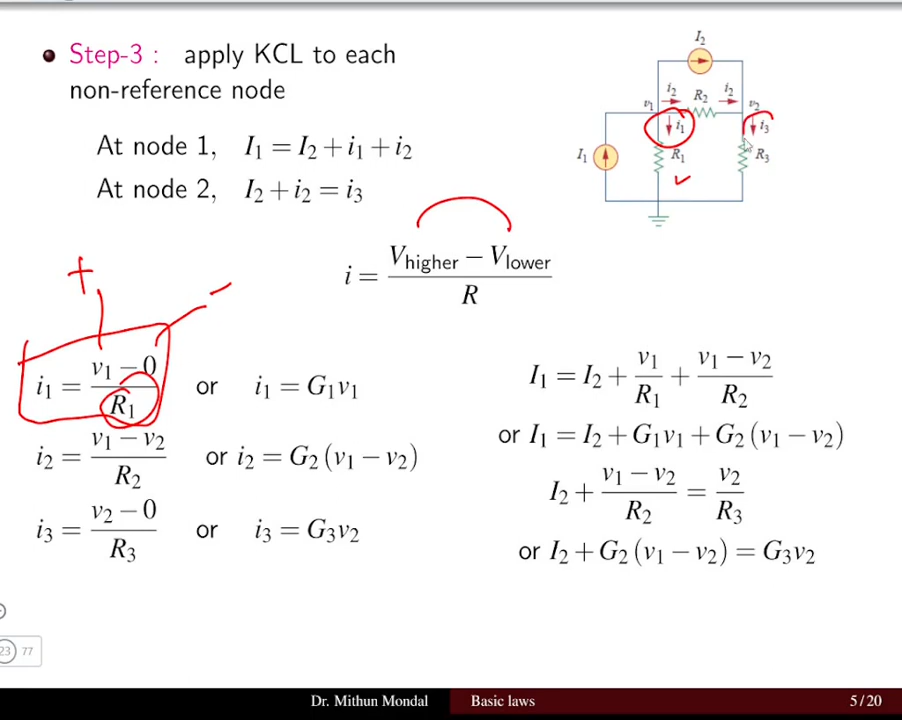 Step-3 : apply KCL to each
non-reference node
At node 1, I₁ = I₂ + i₁ + i₂
At node 2, I₂ + i₂ = i₃
I₂
i₂ R₂ i₂
v₁ v₂
i₁ i₃
I₁ R₁ R₃
i = (V_higher − V_lower) / R
+ −
i₁ = (v₁ − 0) / R₁ or i₁ = G₁v₁
i₂ = (v₁ − v₂) / R₂ or i₂ = G₂ (v₁ − v₂)
i₃ = (v₂ − 0) / R₃ or i₃ = G₃v₂
I₁ = I₂ + v₁ / R₁ + (v₁ − v₂) / R₂
or I₁ = I₂ + G₁v₁ + G₂ (v₁ − v₂)
I₂ + (v₁ − v₂) / R₂ = v₂ / R₃
or I₂ + G₂ (v₁ − v₂) = G₃v₂
23 77
Dr. Mithun Mondal Basic laws 5/20